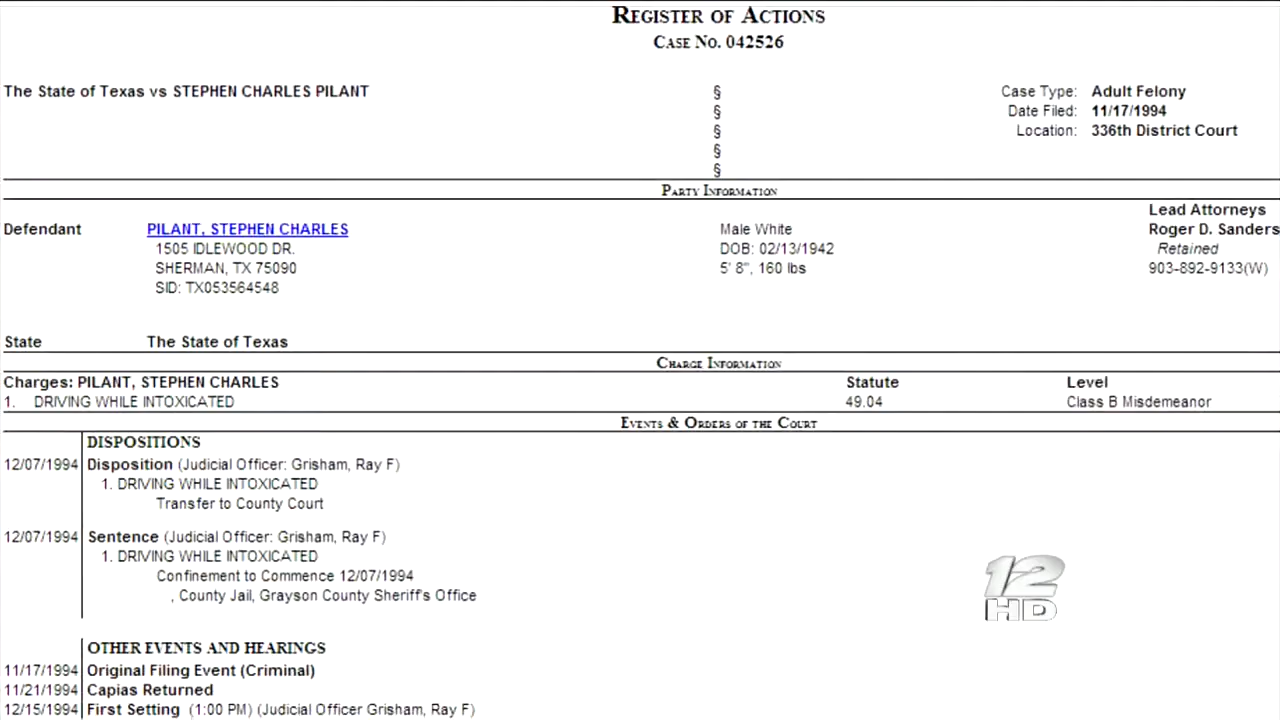 REGISTER OF ACTIONS
CASE NO. 042526
The State of Texas vs STEPHEN CHARLES PILANT § Case Type: Adult Felony
§ Date Filed: 11/17/1994
§ Location: 336th District Court
§
§
PARTY INFORMATION
Lead Attorneys
Defendant PILANT, STEPHEN CHARLES Male White Roger D. Sanders
1505 IDLEWOOD DR. DOB: 02/13/1942 Retained
SHERMAN, TX 75090 5' 8", 160 lbs 903-892-9133(W)
SID: TX053564548
State The State of Texas
CHARGE INFORMATION
Charges: PILANT, STEPHEN CHARLES Statute Level
1. DRIVING WHILE INTOXICATED 49.04 Class B Misdemeanor
EVENTS & ORDERS OF THE COURT
DISPOSITIONS
12/07/1994 Disposition (Judicial Officer: Grisham, Ray F)
1. DRIVING WHILE INTOXICATED
Transfer to County Court
12/07/1994 Sentence (Judicial Officer: Grisham, Ray F)
1. DRIVING WHILE INTOXICATED
Confinement to Commence 12/07/1994
, County Jail, Grayson County Sheriff's Office
12
HD
OTHER EVENTS AND HEARINGS
11/17/1994 Original Filing Event (Criminal)
11/21/1994 Capias Returned
12/15/1994 First Setting (1:00 PM) (Judicial Officer Grisham, Ray F)